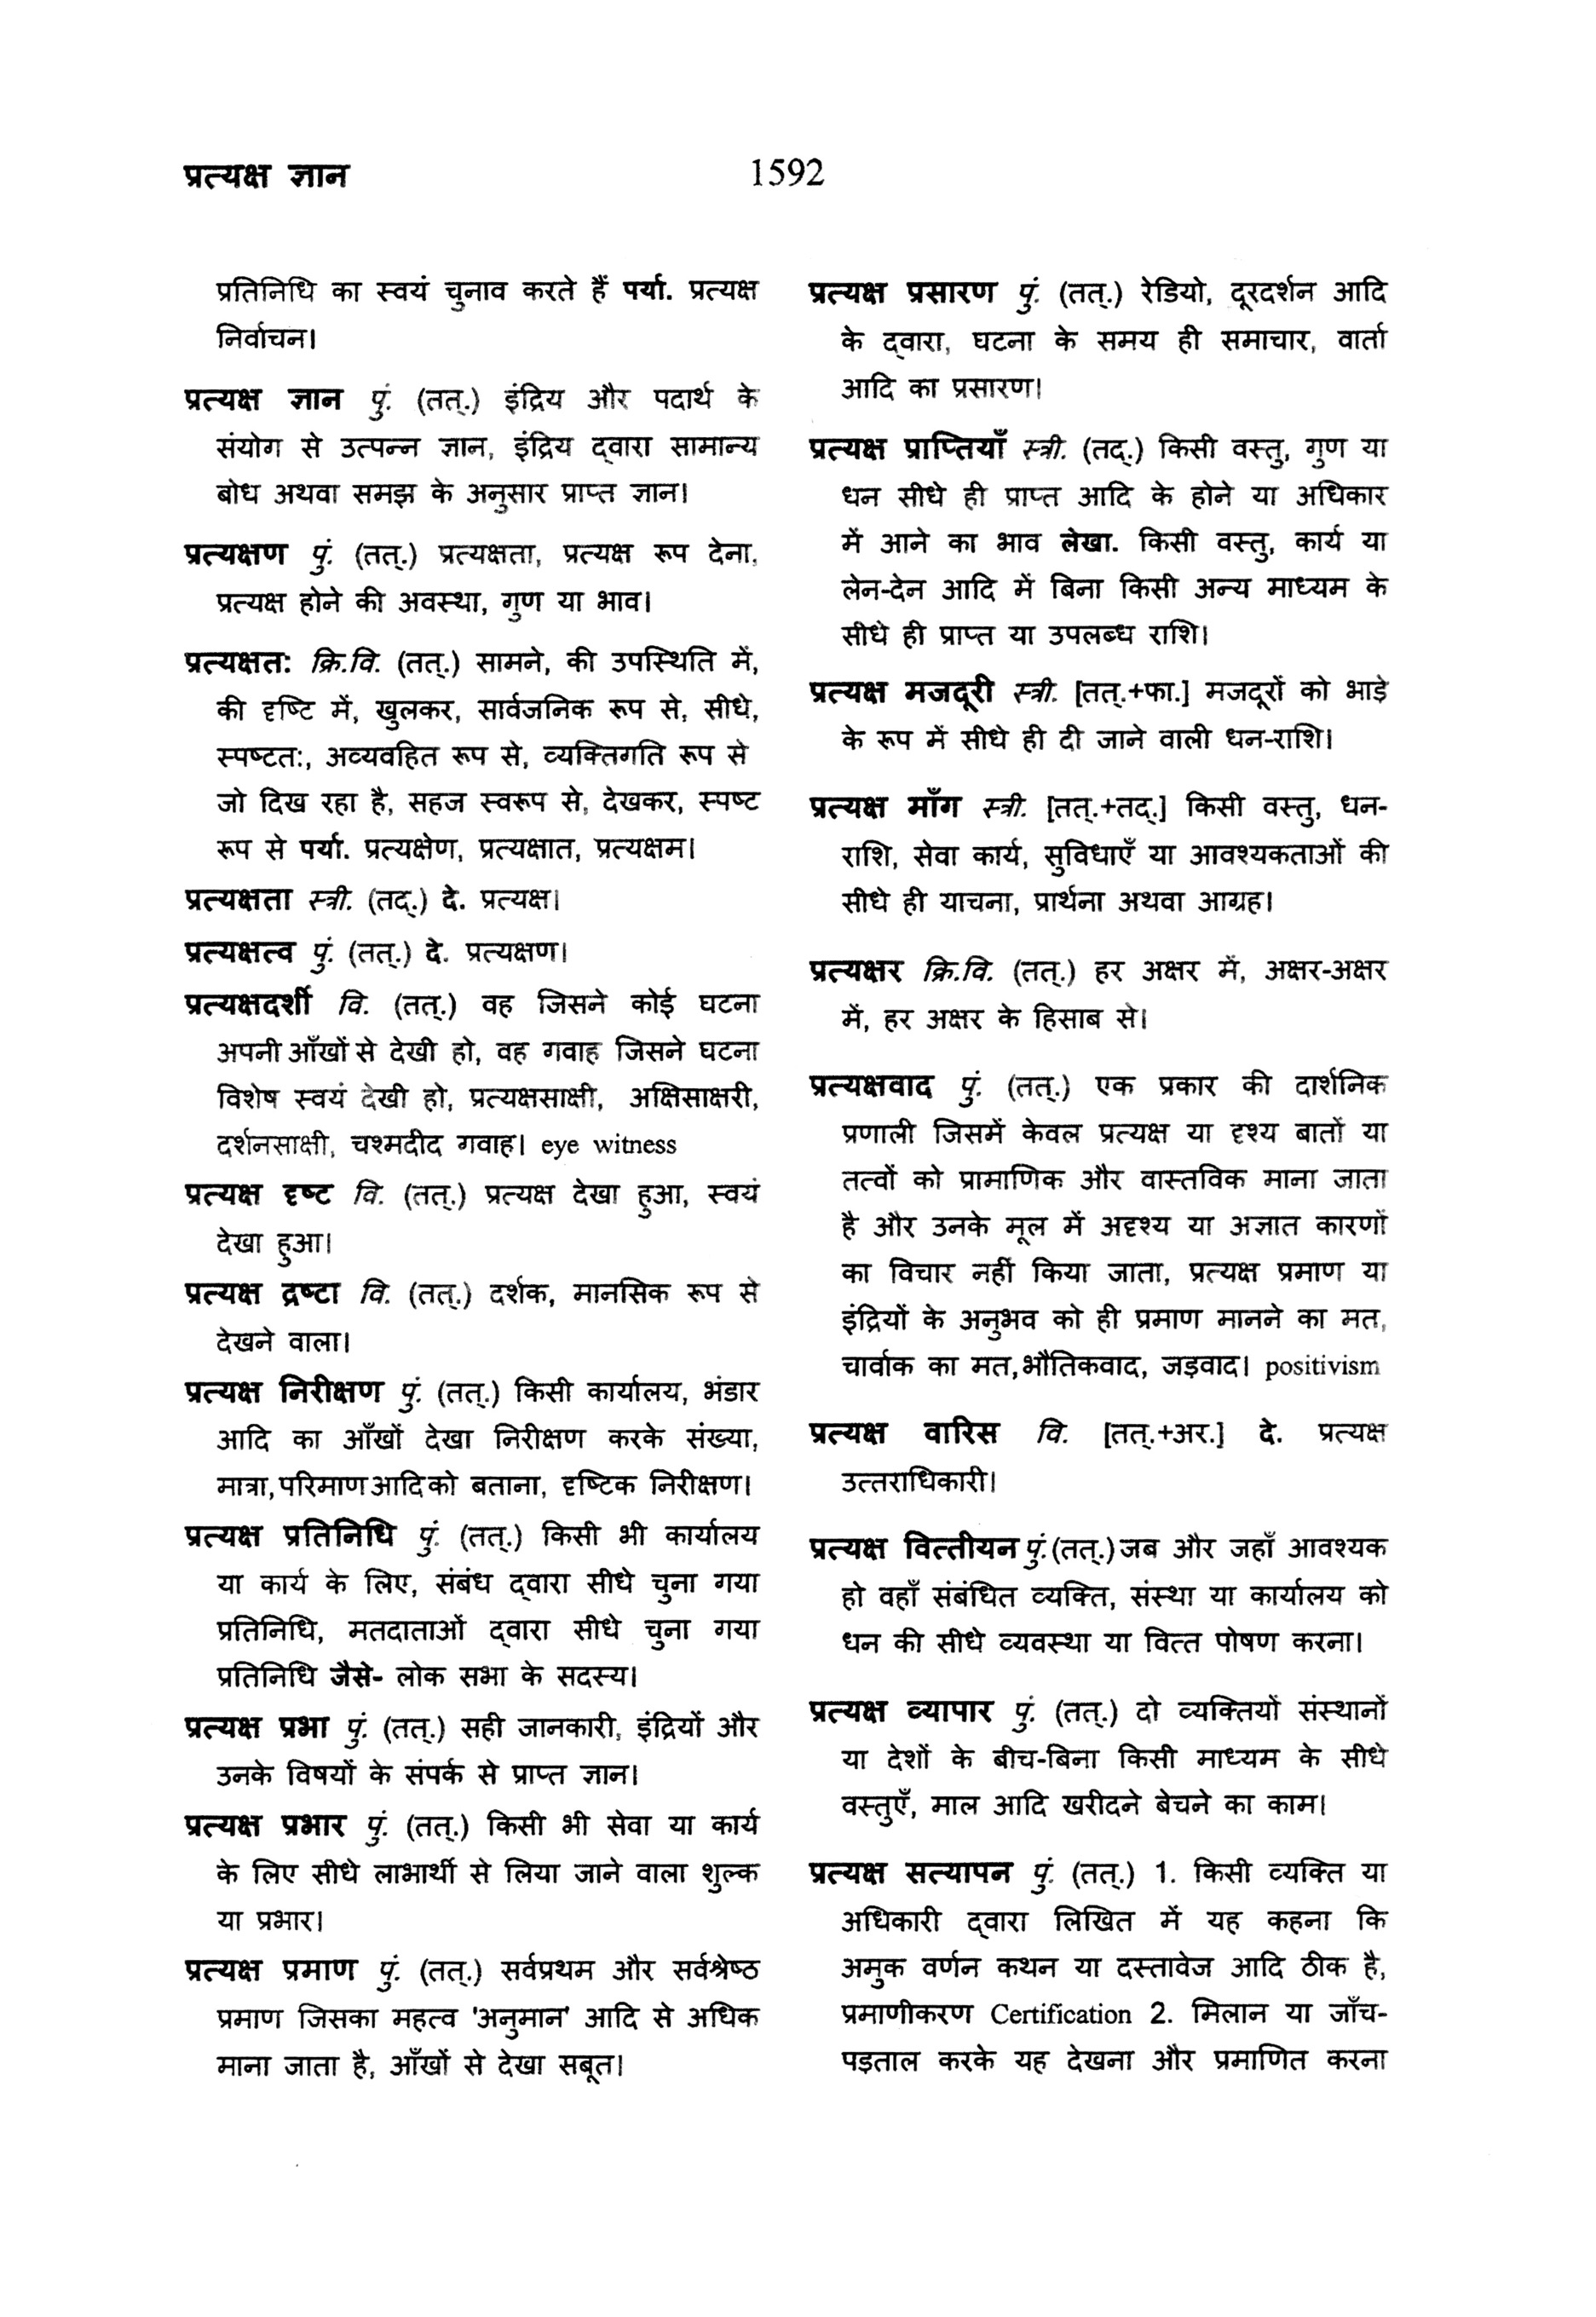 प्रत्यक्ष ज्ञान
1592
प्रतिनिधि का स्वयं चुनाव करते हैं पर्या. प्रत्यक्ष
निर्वाचन।
प्रत्यक्ष ज्ञान पुं. (तत्.) इंद्रिय और पदार्थ के
संयोग से उत्पन्न ज्ञान, इंद्रिय द्वारा सामान्य
बोध अथवा समझ के अनुसार प्राप्त ज्ञान।
प्रत्यक्षण पुं. (तत्.) प्रत्यक्षता, प्रत्यक्ष रूप देना,
प्रत्यक्ष होने की अवस्था, गुण या भाव।
प्रत्यक्षत: क्रि.वि. (तत्.) सामने, की उपस्थिति में,
की दृष्टि में, खुलकर, सार्वजनिक रूप से, सीधे,
स्पष्टत:, अव्यवहित रूप से, व्यक्तिगति रूप से
जो दिख रहा है, सहज स्वरूप से, देखकर, स्पष्ट
रूप से पर्या. प्रत्यक्षेण, प्रत्यक्षात, प्रत्यक्षम।
प्रत्यक्षता स्त्री. (तद्.) दे. प्रत्यक्ष।
प्रत्यक्षत्व पुं. (तत्.) दे. प्रत्यक्षण।
प्रत्यक्षदर्शी वि. (तत्.) वह जिसने कोई घटना
अपनी आँखों से देखी हो, वह गवाह जिसने घटना
विशेष स्वयं देखी हो, प्रत्यक्षसाक्षी, अक्षिसाक्षरी,
दर्शनसाक्षी, चश्मदीद गवाह। eye witness
प्रत्यक्ष दृष्ट वि. (तत्.) प्रत्यक्ष देखा हुआ, स्वयं
देखा हुआ।
प्रत्यक्ष द्रष्टा वि. (तत्.) दर्शक, मानसिक रूप से
देखने वाला।
प्रत्यक्ष निरीक्षण पुं. (तत्.) किसी कार्यालय, भंडार
आदि का आँखों देखा निरीक्षण करके संख्या,
मात्रा, परिमाण आदि को बताना, दृष्टिक निरीक्षण।
प्रत्यक्ष प्रतिनिधि पुं. (तत्.) किसी भी कार्यालय
या कार्य के लिए, संबंध द्वारा सीधे चुना गया
प्रतिनिधि, मतदाताओं द्वारा सीधे चुना गया
प्रतिनिधि जैसे- लोक सभा के सदस्य।
प्रत्यक्ष प्रभा पुं. (तत्.) सही जानकारी, इंद्रियों और
उनके विषयों के संपर्क से प्राप्त ज्ञान।
प्रत्यक्ष प्रभार पुं. (तत्.) किसी भी सेवा या कार्य
के लिए सीधे लाभार्थी से लिया जाने वाला शुल्क
या प्रभार।
प्रत्यक्ष प्रमाण पुं. (तत्.) सर्वप्रथम और सर्वश्रेष्ठ
प्रमाण जिसका महत्व 'अनुमान' आदि से अधिक
माना जाता है, आँखों से देखा सबूत।
प्रत्यक्ष प्रसारण पुं. (तत्.) रेडियो, दूरदर्शन आदि
के द्वारा, घटना के समय ही समाचार, वार्ता
आदि का प्रसारण।
प्रत्यक्ष प्राप्तियाँ स्त्री. (तद्.) किसी वस्तु, गुण या
धन सीधे ही प्राप्त आदि के होने या अधिकार
में आने का भाव लेखा. किसी वस्तु, कार्य या
लेन-देन आदि में बिना किसी अन्य माध्यम के
सीधे ही प्राप्त या उपलब्ध राशि।
प्रत्यक्ष मजदूरी स्त्री. [तत्.+फा.] मजदूरों को भाड़े
के रूप में सीधे ही दी जाने वाली धन-राशि।
प्रत्यक्ष माँग स्त्री. [तत्.+तद्.] किसी वस्तु, धन-
राशि, सेवा कार्य, सुविधाएँ या आवश्यकताओं की
सीधे ही याचना, प्रार्थना अथवा आग्रह।
प्रत्यक्षर क्रि.वि. (तत्.) हर अक्षर में, अक्षर-अक्षर
में, हर अक्षर के हिसाब से।
प्रत्यक्षवाद पुं. (तत्.) एक प्रकार की दार्शनिक
प्रणाली जिसमें केवल प्रत्यक्ष या दृश्य बातों या
तत्वों को प्रामाणिक और वास्तविक माना जाता
है और उनके मूल में अदृश्य या अज्ञात कारणों
का विचार नहीं किया जाता, प्रत्यक्ष प्रमाण या
इंद्रियों के अनुभव को ही प्रमाण मानने का मत,
चार्वाक का मत, भौतिकवाद, जड़वाद। positivism
प्रत्यक्ष वारिस वि. [तत्.+अर.] दे. प्रत्यक्ष
उत्तराधिकारी।
प्रत्यक्ष वित्तीयन पुं. (तत्.) जब और जहाँ आवश्यक
हो वहाँ संबंधित व्यक्ति, संस्था या कार्यालय को
धन की सीधे व्यवस्था या वित्त पोषण करना।
प्रत्यक्ष व्यापार पुं. (तत्.) दो व्यक्तियों संस्थानों
या देशों के बीच-बिना किसी माध्यम के सीधे
वस्तुएँ, माल आदि खरीदने बेचने का काम।
प्रत्यक्ष सत्यापन पुं. (तत्.) 1. किसी व्यक्ति या
अधिकारी द्वारा लिखित में यह कहना कि
अमुक वर्णन कथन या दस्तावेज आदि ठीक है,
प्रमाणीकरण Certification 2. मिलान या जाँच-
पड़ताल करके यह देखना और प्रमाणित करना